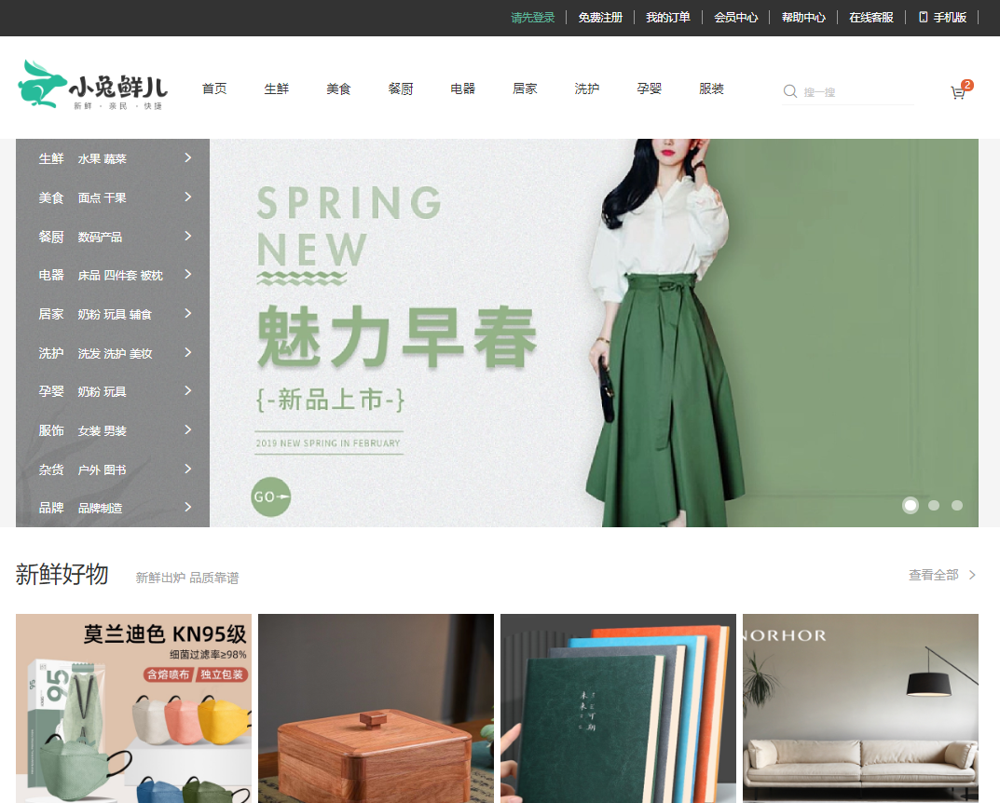 请先登录 免费注册 我的订单 会员中心 帮助中心 在线客服 手机版
小兔鲜儿
新鲜 · 亲民 · 快捷
首页 生鲜 美食 餐厨 电器 居家 洗护 孕婴 服装
搜一搜
2
生鲜 水果 蔬菜
美食 面点 干果
餐厨 数码产品
电器 床品 四件套 被枕
居家 奶粉 玩具 辅食
洗护 洗发 洗护 美妆
孕婴 奶粉 玩具
服饰 女装 男装
杂货 户外 图书
品牌 品牌制造
SPRING
NEW
魅力早春
{-新品上市-}
2019 NEW SPRING IN FEBRUARY
GO
新鲜好物 新鲜出炉 品质靠谱 查看全部
莫兰迪色 KN95级
细菌过滤率≥98%
含熔喷布 / 独立包装
95
95
未来可期
NORHOR